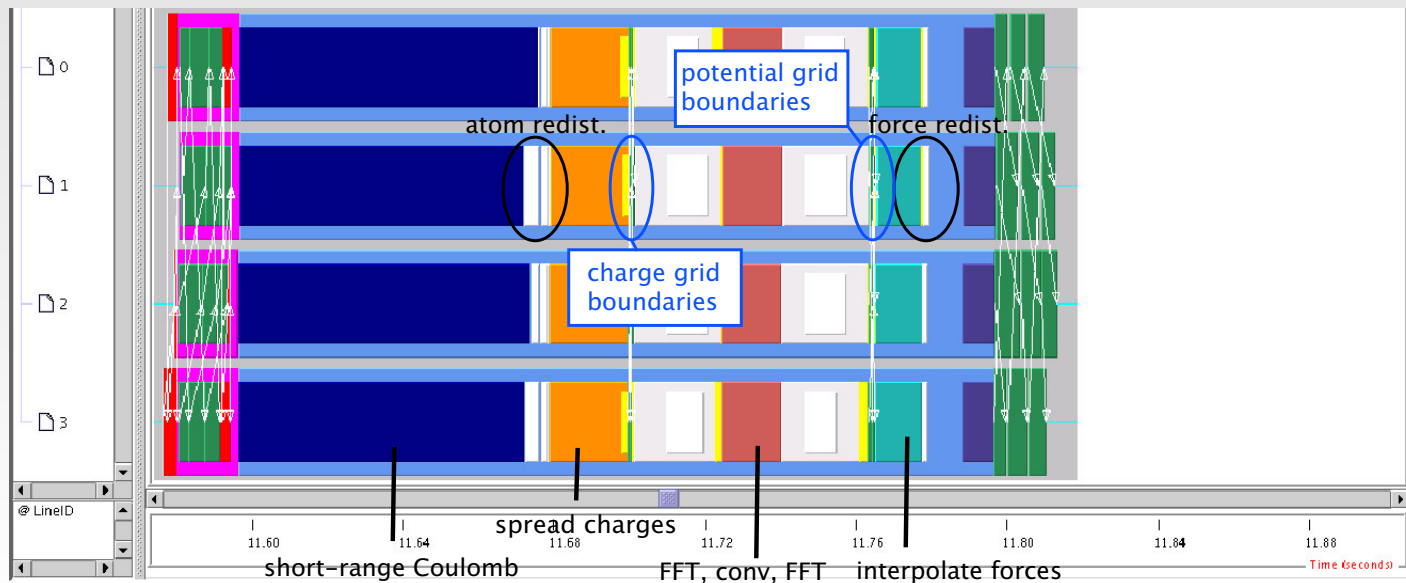 0
potential grid
boundaries
atom redist.
force redist.
1
charge grid
boundaries
2
3
@ LineID
spread charges
11.60
11.64
11.68
11.72
11.76
11.80
11.84
11.88
short-range Coulomb
FFT, conv, FFT
interpolate forces
Time (seconds)